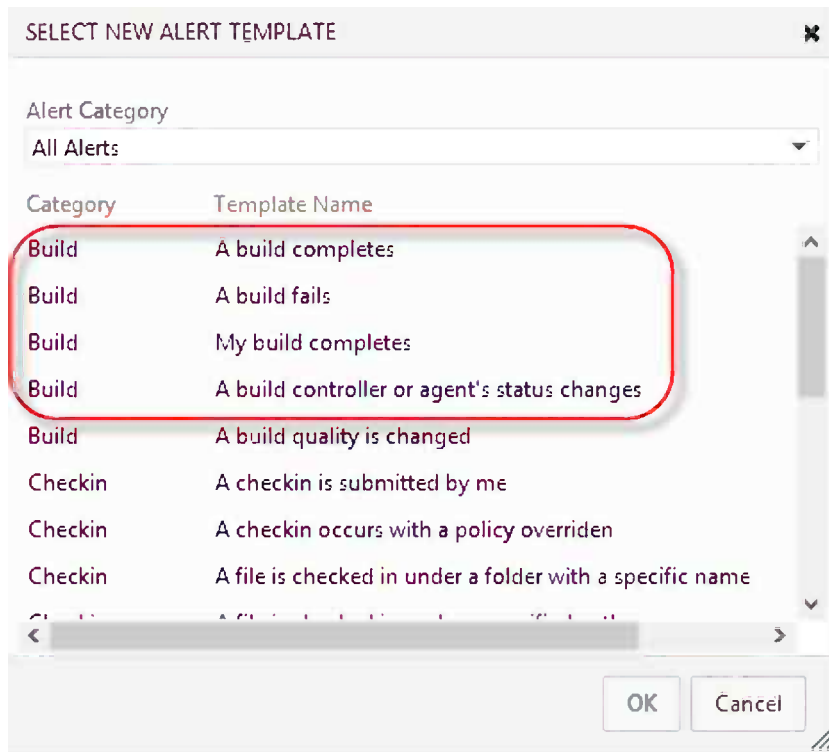 SELECT NEW ALERT TEMPLATE
Alert Category
All Alerts
Category Template Name
Build A build completes
Build A build fails
Build My build completes
Build A build controller or agent's status changes
Build A build quality is changed
Checkin A checkin is submitted by me
Checkin A checkin occurs with a policy overriden
Checkin A file is checked in under a folder with a specific name
OK Cancel